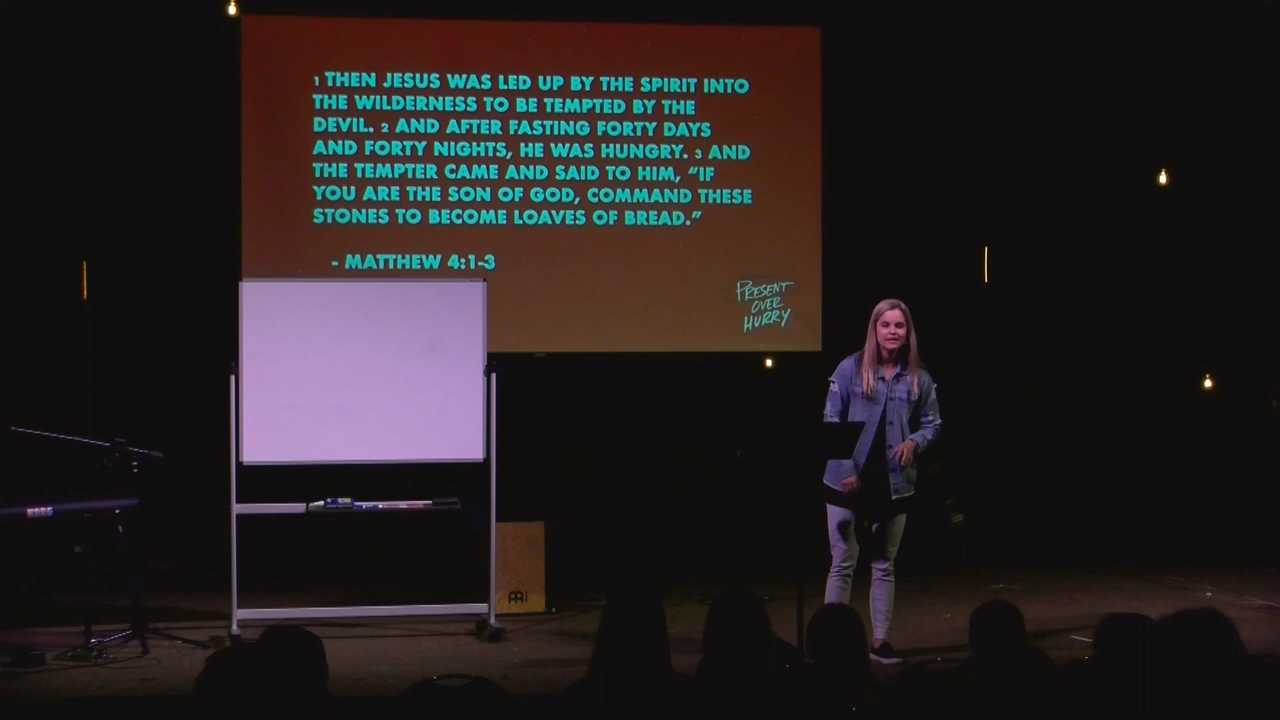 1 THEN JESUS WAS LED UP BY THE SPIRIT INTO
THE WILDERNESS TO BE TEMPTED BY THE
DEVIL. 2 AND AFTER FASTING FORTY DAYS
AND FORTY NIGHTS, HE WAS HUNGRY. 3 AND
THE TEMPTER CAME AND SAID TO HIM, “IF
YOU ARE THE SON OF GOD, COMMAND THESE
STONES TO BECOME LOAVES OF BREAD.”
- MATTHEW 4:1-3
PRESENT
OVER
HURRY